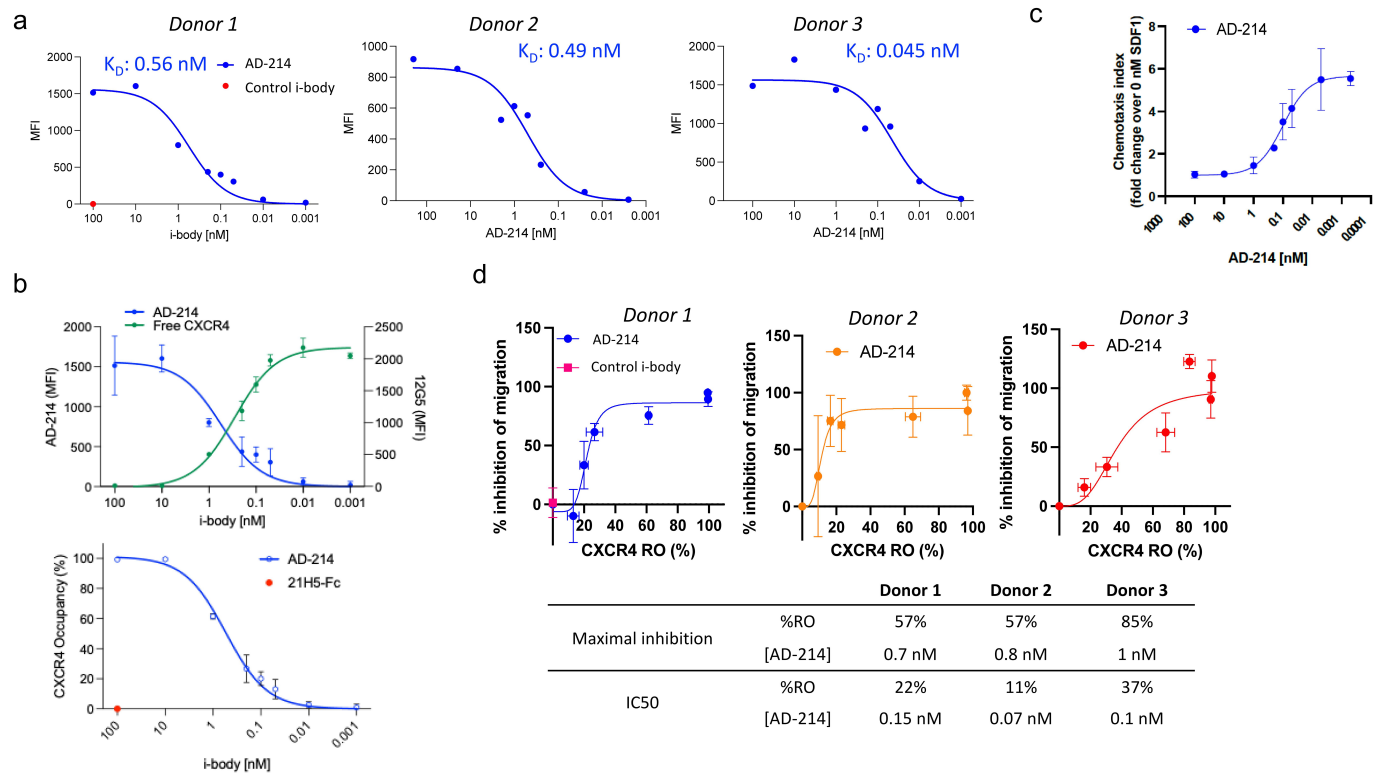 a
Donor 1
K_D: 0.56 nM
AD-214
Control i-body
MFI
2000
1500
1000
500
0
100 10 1 0.1 0.01 0.001
i-body [nM]
Donor 2
K_D: 0.49 nM
MFI
1000
800
600
400
200
0
100 10 1 0.1 0.01 0.001
AD-214 [nM]
Donor 3
K_D: 0.045 nM
MFI
2000
1500
1000
500
0
100 10 1 0.1 0.01 0.001
AD-214 [nM]
c
AD-214
Chemotaxis index
(fold change over 0 nM SDF1)
8
6
4
2
0
1000 100 10 1 0.1 0.01 0.001 0.0001
AD-214 [nM]
b
AD-214
Free CXCR4
AD-214 (MFI)
2000
1500
1000
500
0
12G5 (MFI)
2500
2000
1500
1000
500
0
100 10 1 0.1 0.01 0.001
i-body [nM]
AD-214
21H5-Fc
CXCR4 Occupancy (%)
100
80
60
40
20
0
100 10 1 0.1 0.01 0.001
i-body [nM]
d
Donor 1
AD-214
Control i-body
% inhibition of migration
150
100
50
0
20 40 60 80 100
CXCR4 RO (%)
Donor 2
AD-214
% inhibition of migration
150
100
50
0
20 40 60 80 100
CXCR4 RO (%)
Donor 3
AD-214
% inhibition of migration
150
100
50
0
20 40 60 80 100
CXCR4 RO (%)
Donor 1 Donor 2 Donor 3
Maximal inhibition %RO 57% 57% 85%
[AD-214] 0.7 nM 0.8 nM 1 nM
IC50 %RO 22% 11% 37%
[AD-214] 0.15 nM 0.07 nM 0.1 nM